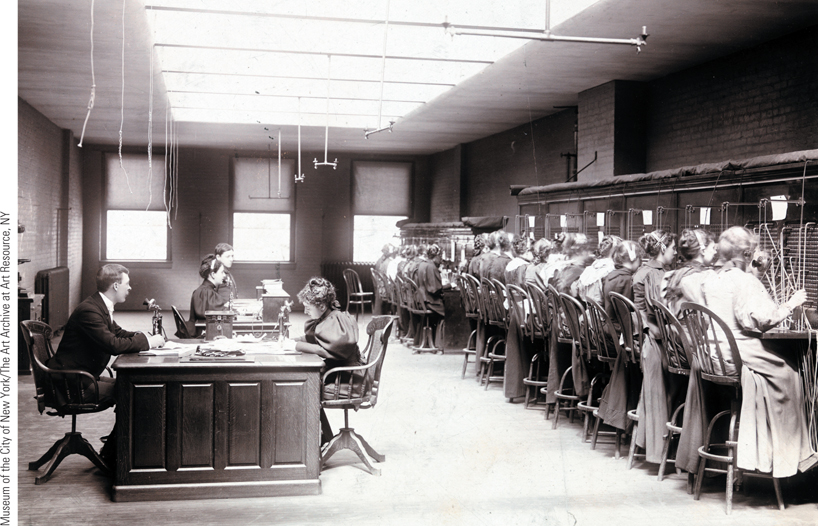 Museum of the City of New York/The Art Archive at Art Resource, NY